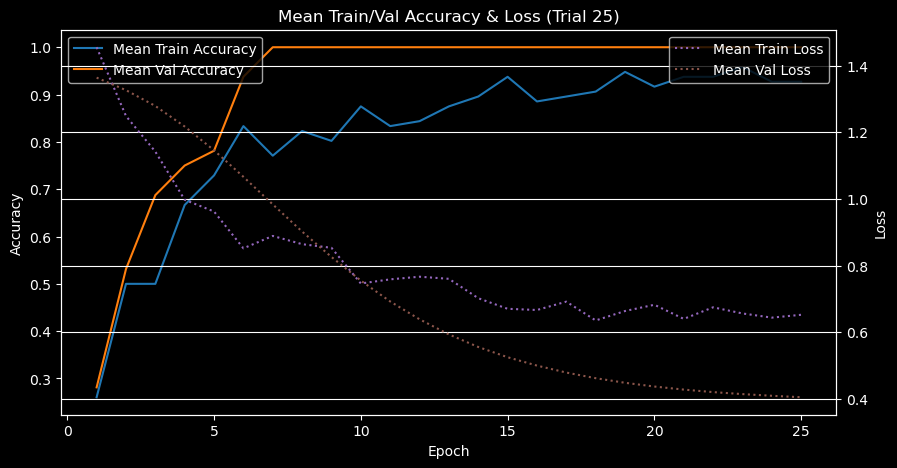 Mean Train/Val Accuracy & Loss (Trial 25)
Mean Train Accuracy
Mean Val Accuracy
Mean Train Loss
Mean Val Loss
1.0
0.9
0.8
0.7
0.6
0.5
0.4
0.3
Accuracy
1.4
1.2
1.0
0.8
0.6
0.4
Loss
0
5
10
15
20
25
Epoch